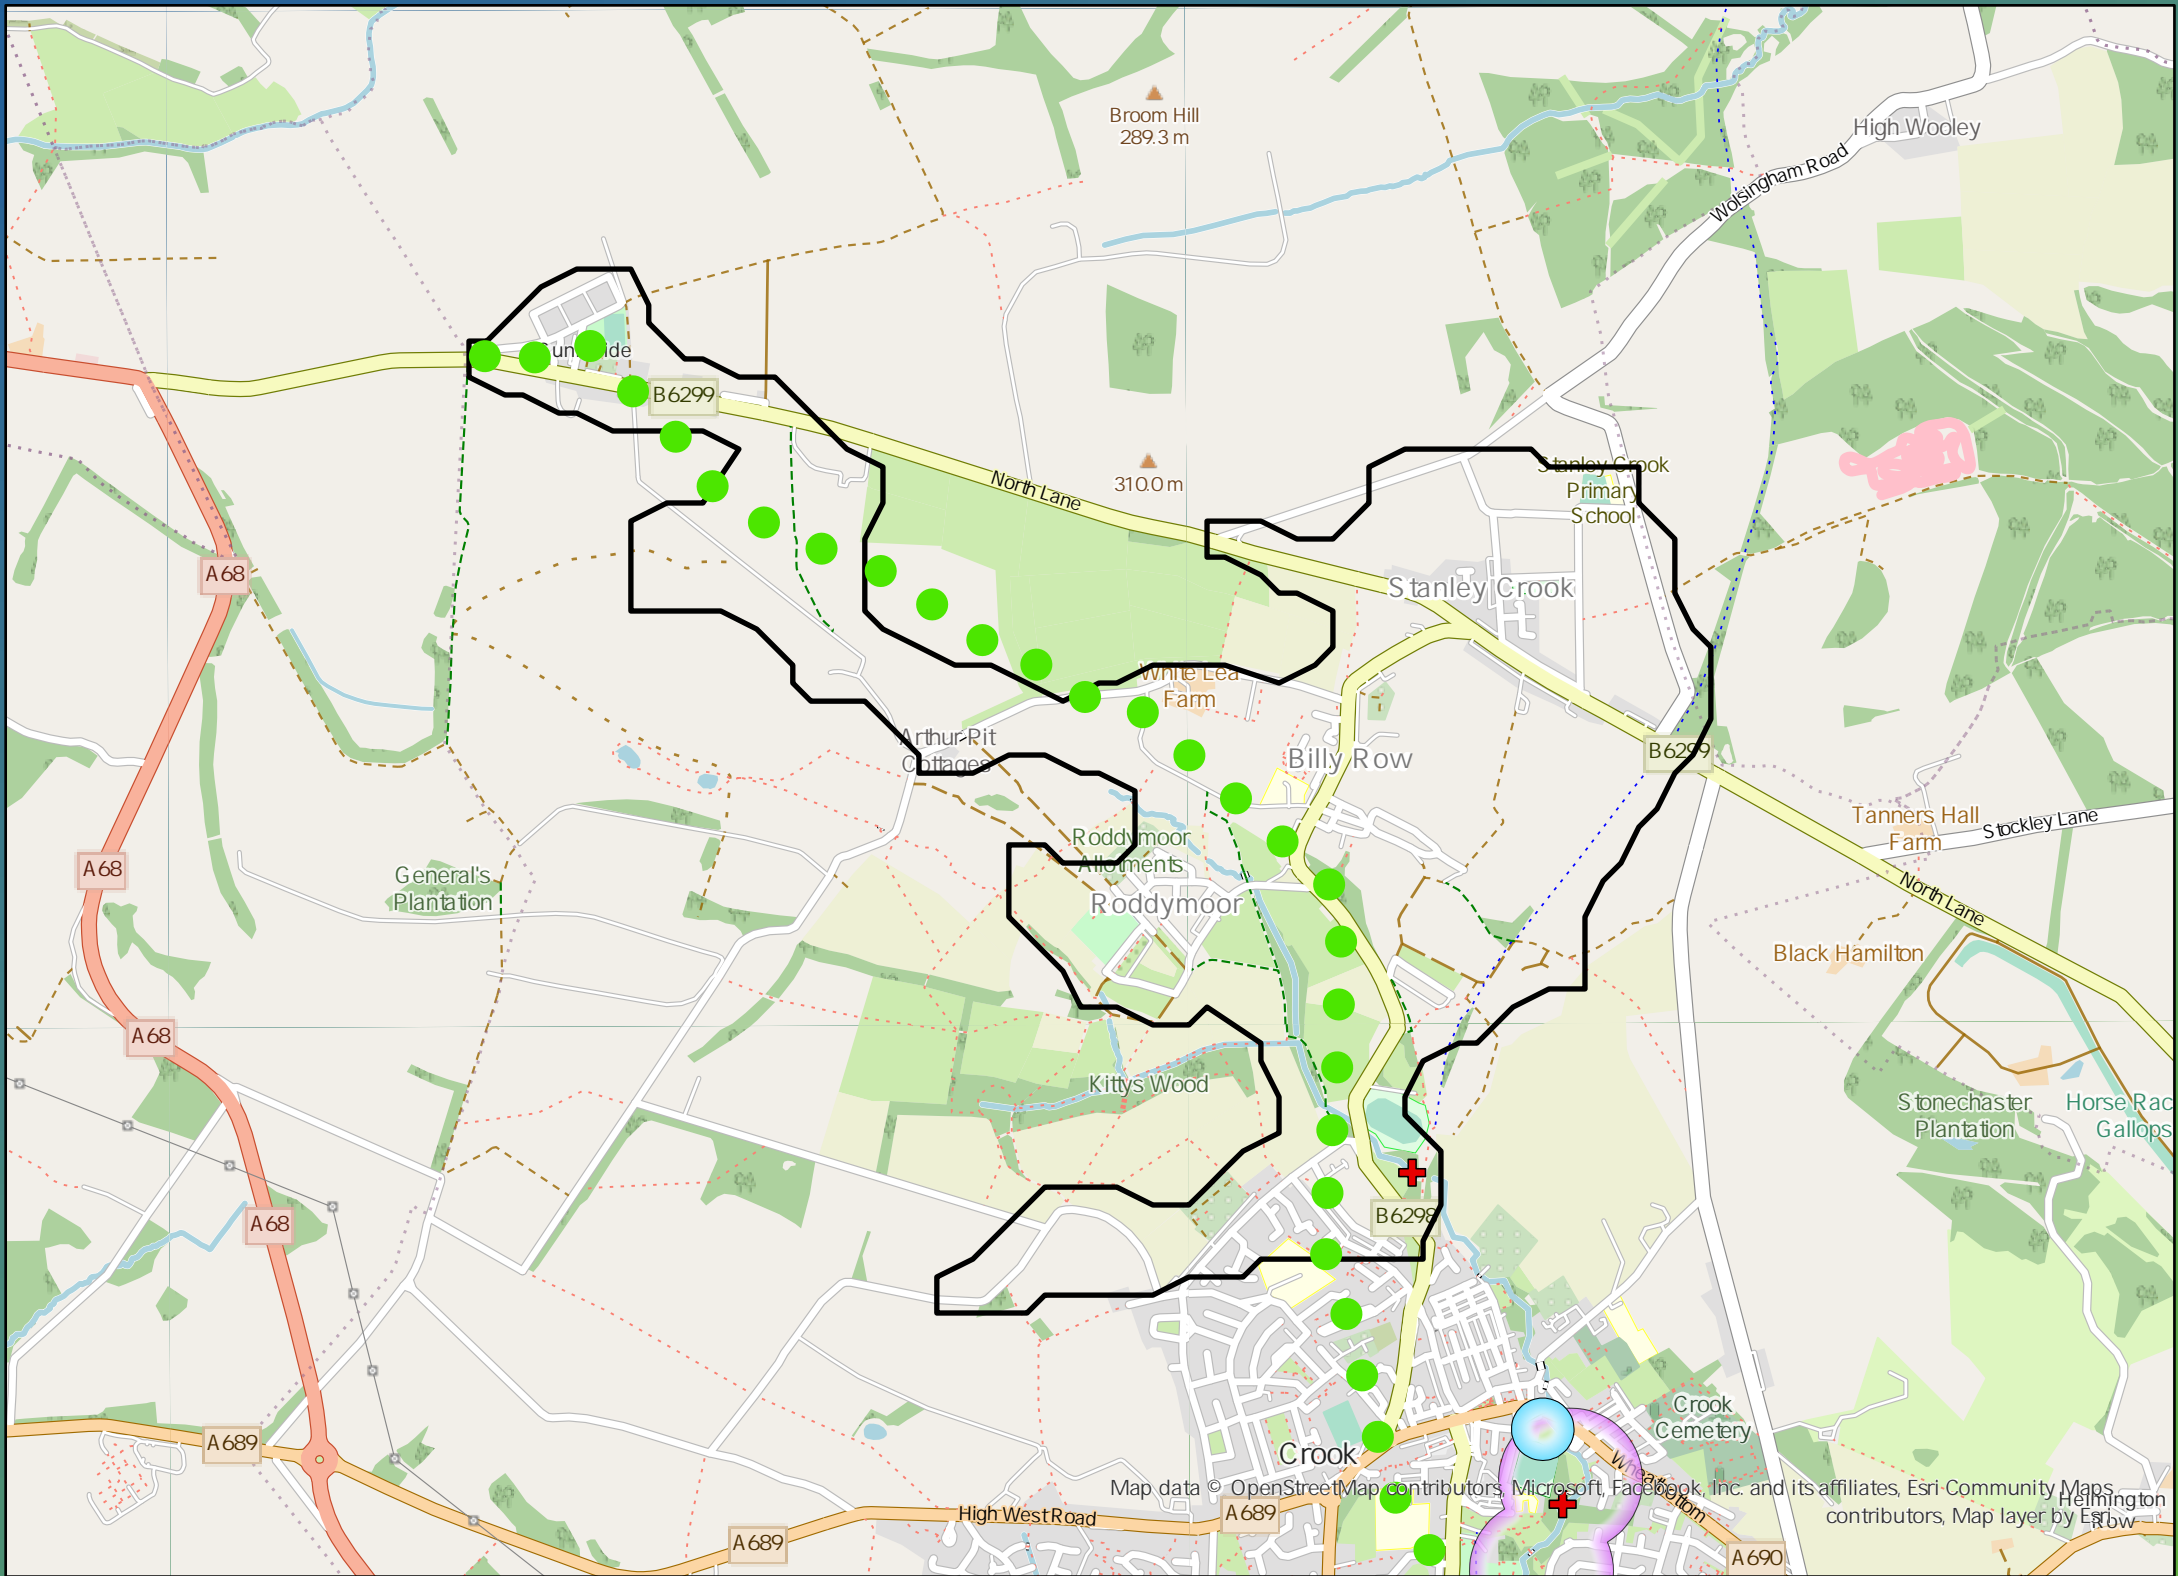 Broom Hill
289.3 m
High Wooley
Wolsingham Road
B6299
North Lane
310.0 m
Stanley Crook
Primary
School
A68
Stanley Crook
White Lea
Farm
Arthur Pit
Cottages
Billy Row
B6299
Tanners Hall
Farm
Stockley Lane
Roddymoor
Allotments
General's
Plantation
A68
Roddymoor
North Lane
Black Hamilton
A68
Kittys Wood
Stonechaster
Plantation
Horse Rac
Gallops
A68
B6298
Crook
Cemetery
A689
Crook
Wheatbottom
Map data © OpenStreetMap contributors, Microsoft, Facebook, Inc. and its affiliates, Esri Community Maps
contributors, Map layer by Esri
Helmington
Row
High West Road
A689
A689
A690